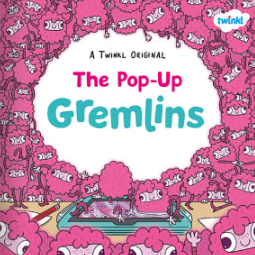 twinkl
A TWINKL ORIGINAL
The Pop-Up
Gremlins